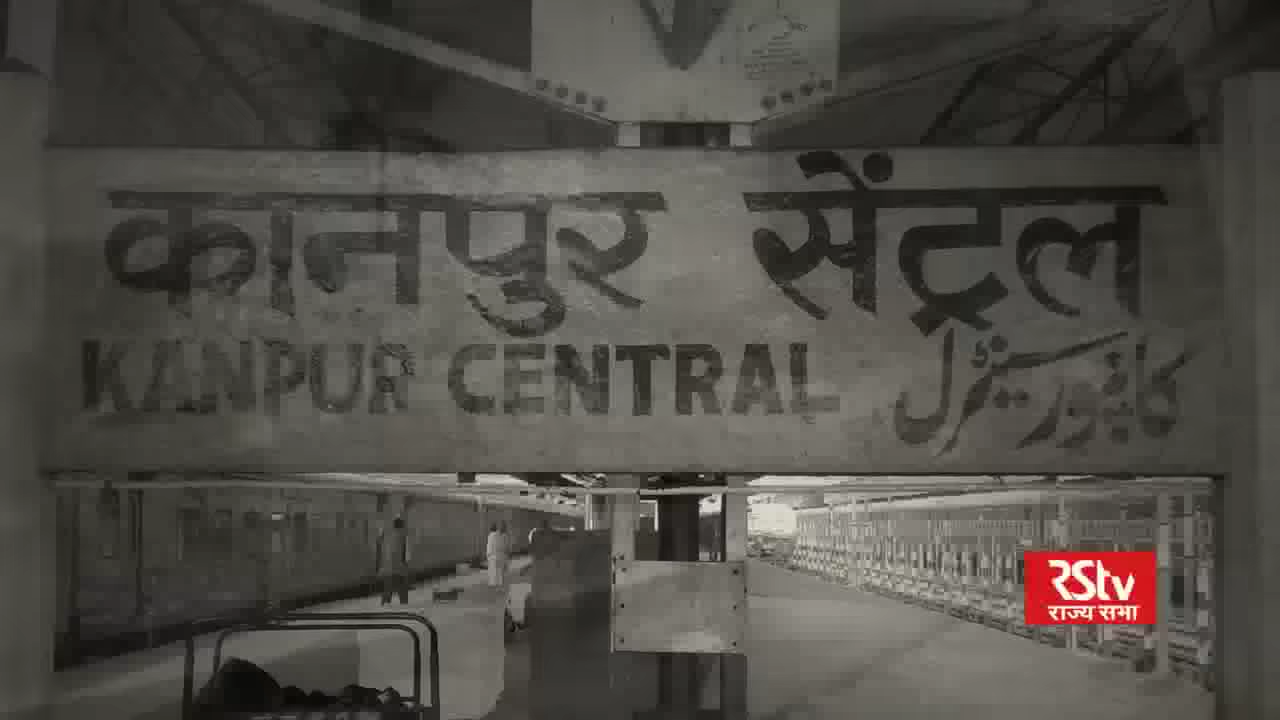 कानपुर सेंट्रल
KANPUR CENTRAL
کانپور سینٹرل
RStv
राज्य सभा